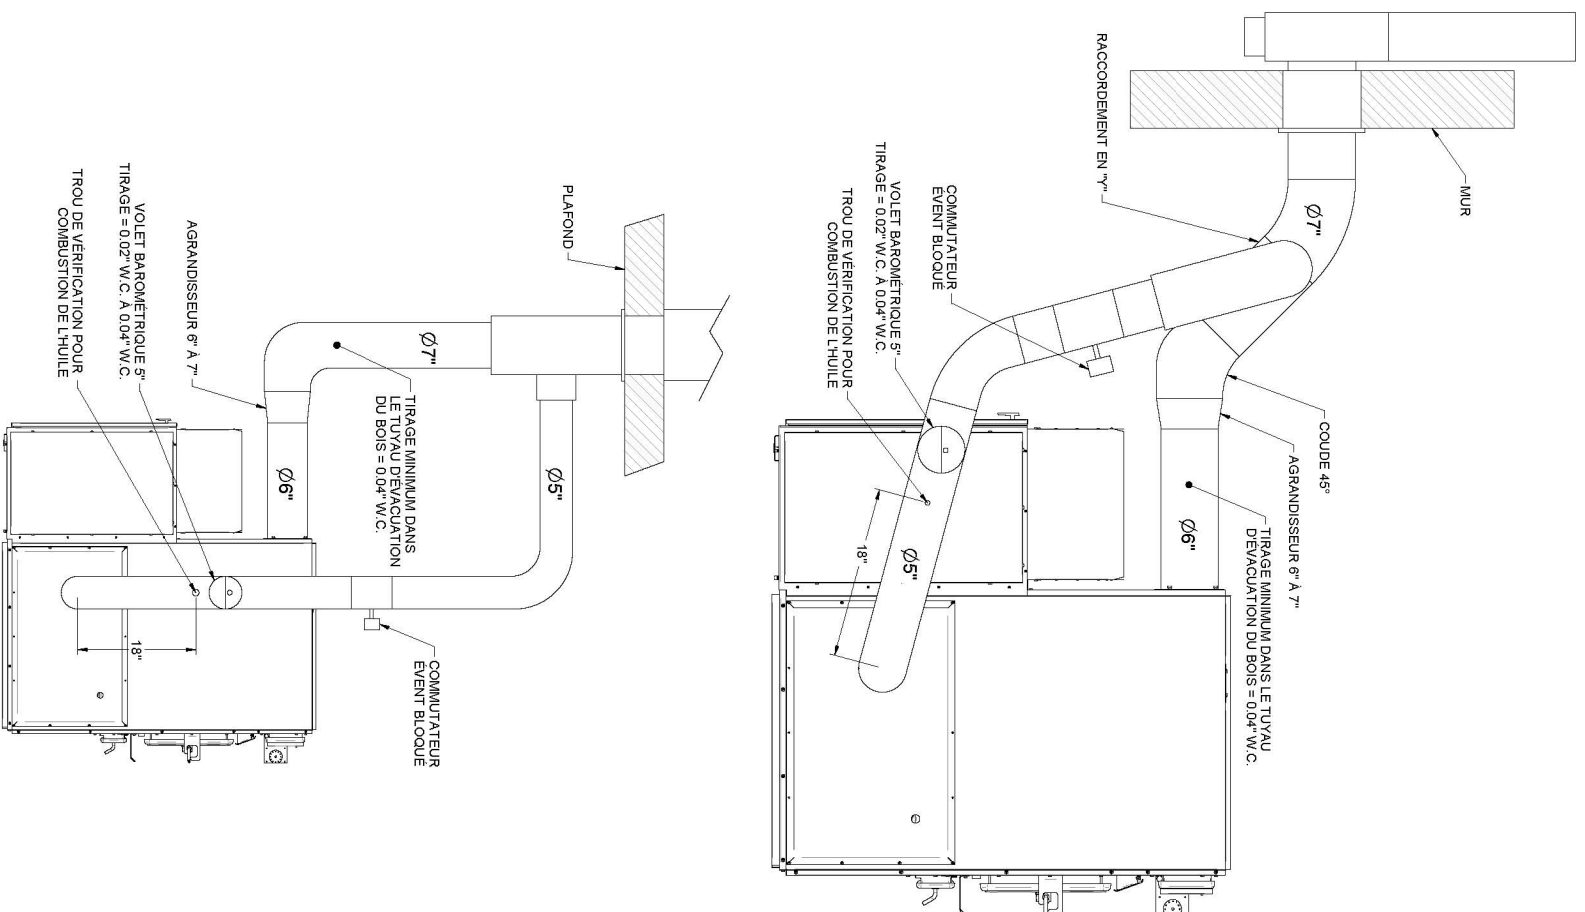 MUR
RACCORDEMENT EN "Y"
Ø7"
COMMUTATEUR
ÉVENT BLOQUÉ
VOLET BAROMÉTRIQUE 5"
TIRAGE = 0.02" W.C. À 0.04" W.C.
TROU DE VÉRIFICATION POUR
COMBUSTION DE L'HUILE
COUDE 45°
AGRANDISSEUR 6" À 7"
TIRAGE MINIMUM DANS LE TUYAU
D'ÉVACUATION DU BOIS = 0.04" W.C.
Ø6"
Ø5"
18"
PLAFOND
Ø7"
TIRAGE MINIMUM DANS
LE TUYAU D'ÉVACUATION
DU BOIS = 0.04" W.C.
Ø5"
AGRANDISSEUR 6" À 7"
VOLET BAROMÉTRIQUE 5"
TIRAGE = 0.02" W.C. À 0.04" W.C.
TROU DE VÉRIFICATION POUR
COMBUSTION DE L'HUILE
Ø6"
18"
COMMUTATEUR
ÉVENT BLOQUÉ